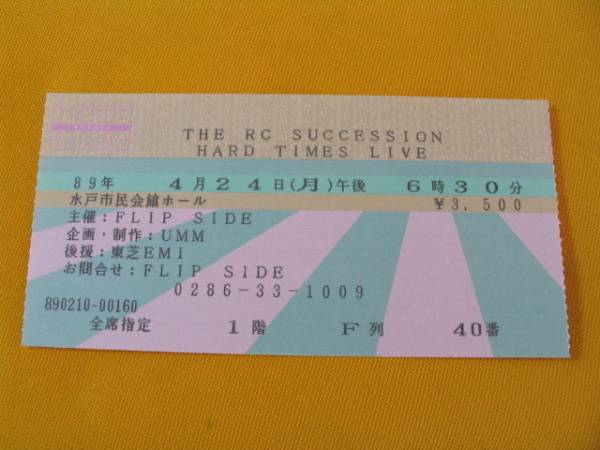 THE RC SUCCESSION
HARD TIMES LIVE
89年 4月24日(月)午後 6時30分
水戸市民会館ホール ¥3,500
主催:FLIP SIDE
企画・制作:UMM
後援:東芝EMI
お問合せ:FLIP SIDE
0286-33-1009
890210-00160
全席指定 1階 F列 40番